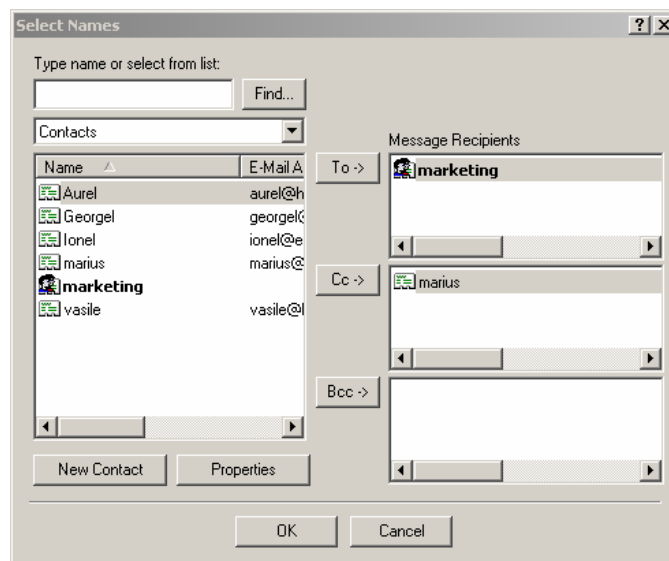 Select Names
Type name or select from list:
Find...
Contacts
Name E-Mail A
Aurel aurel@h
Georgel georgel@
Ionel ionel@e
marius marius@
marketing
vasile vasile@l
New Contact Properties
Message Recipients
To -> marketing
Cc -> marius
Bcc ->
OK Cancel